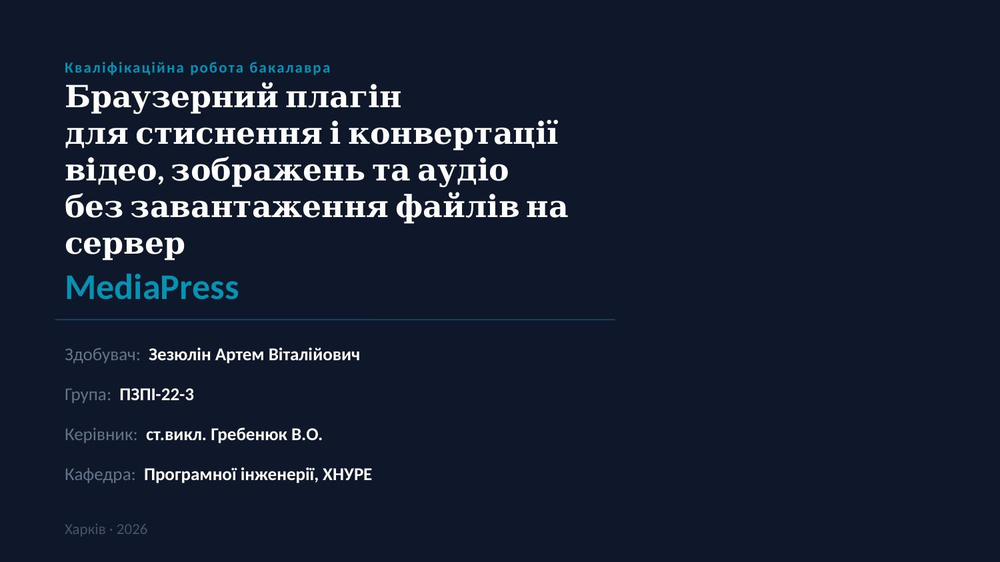 Кваліфікаційна робота бакалавра
Браузерний плагін
для стиснення і конвертації
відео, зображень та аудіо
без завантаження файлів на
сервер
MediaPress
Здобувач: Зезюлін Артем Віталійович
Група: ПЗПІ-22-3
Керівник: ст.викл. Гребенюк В.О.
Кафедра: Програмної інженерії, ХНУРЕ
Харків · 2026